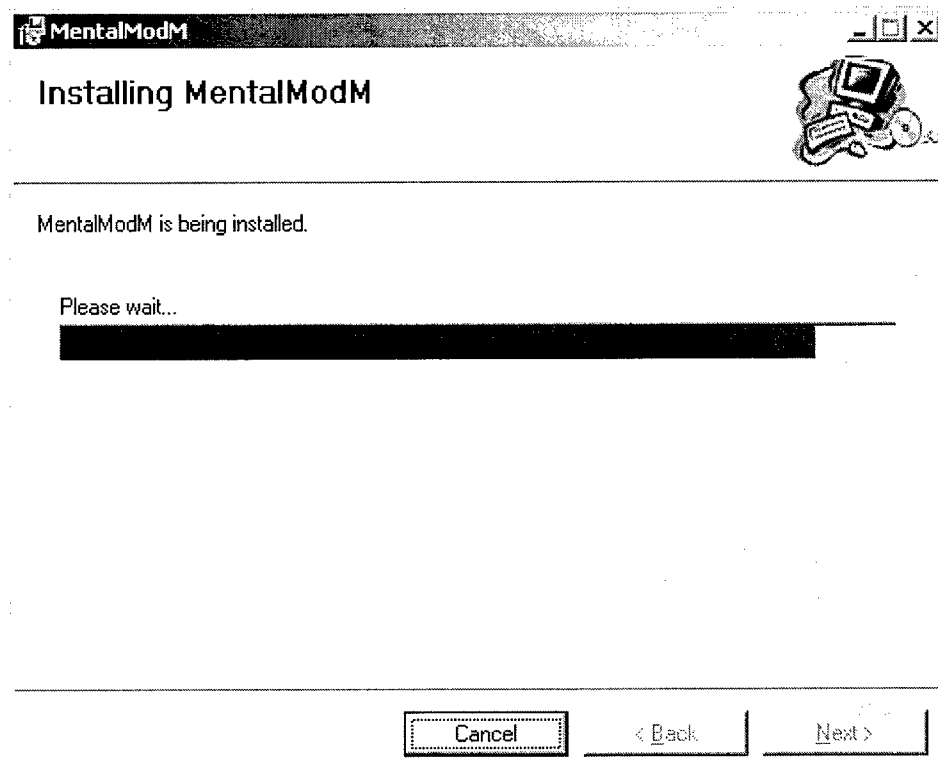 MentalModM
Installing MentalModM
MentalModM is being installed.
Please wait...
Cancel
< Back
Next >